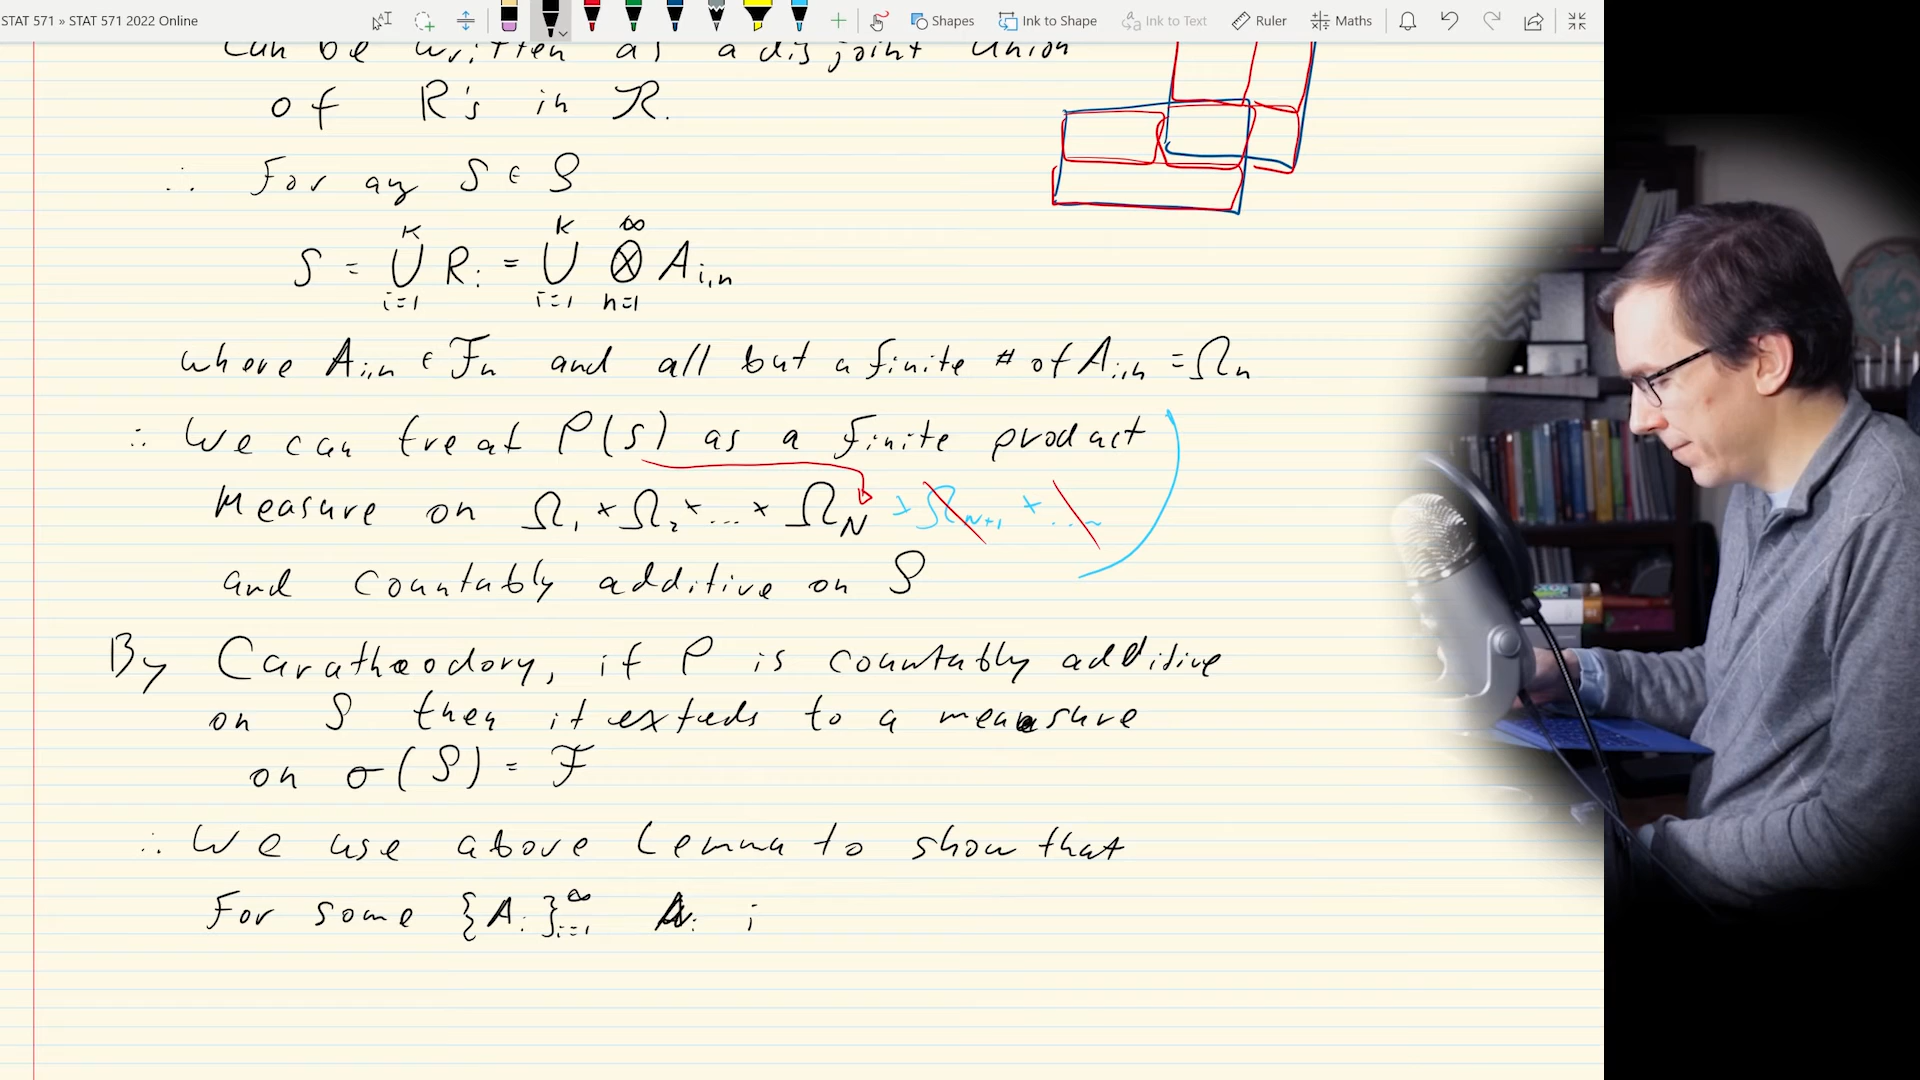 STAT 571 » STAT 571 2022 Online
Shapes Ink to Shape Ink to Text Ruler Maths
can be written as a disjoint union
of R's in ℛ.
∴ For any S ∈ 𝒮
S = ⋃_{i=1}^{K} R_i = ⋃_{i=1}^{K} ⊗_{n=1}^{∞} A_{i,n}
where A_{i,n} ∈ ℱ_n and all but a finite # of A_{i,n} = Ω_n
∴ We can treat P(S) as a finite product
measure on Ω_1 × Ω_2 × ... × Ω_N × Ω_{N+1} × ...
and countably additive on 𝒮
By Caratheodory, if P is countably additive
on 𝒮 then it exteds to a measure
on σ(𝒮) = ℱ
∴ We use above Lemma to show that
For some {A_i}_{i=1}^{∞} A_i i